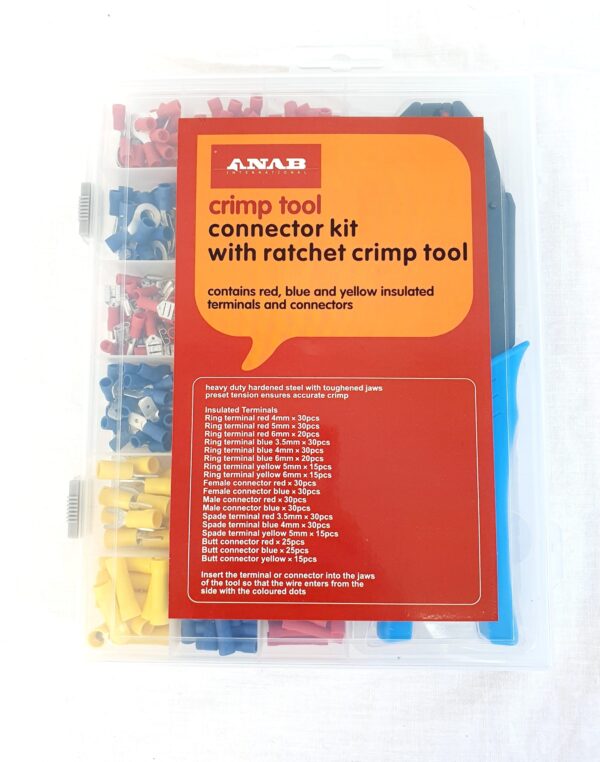 ANAB
INTERNATIONAL
crimp tool
connector kit
with ratchet crimp tool
contains red, blue and yellow insulated
terminals and connectors
heavy duty hardened steel with toughened jaws
preset tension ensures accurate crimp
Insulated Terminals
Ring terminal red 4mm × 30pcs
Ring terminal red 5mm × 30pcs
Ring terminal red 6mm × 20pcs
Ring terminal blue 3.5mm × 30pcs
Ring terminal blue 4mm × 30pcs
Ring terminal blue 6mm × 20pcs
Ring terminal yellow 5mm × 15pcs
Ring terminal yellow 6mm × 15pcs
Female connector red × 30pcs
Female connector blue × 30pcs
Male connector red × 30pcs
Male connector blue × 30pcs
Spade terminal red 3.5mm × 30pcs
Spade terminal blue 4mm × 30pcs
Spade terminal yellow 5mm × 15pcs
Butt connector red × 25pcs
Butt connector blue × 25pcs
Butt connector yellow × 15pcs
Insert the terminal or connector into the jaws
of the tool so that the wire enters from the
side with the coloured dots